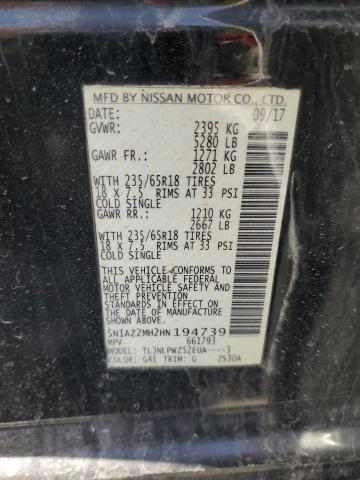 MFD BY NISSAN MOTOR CO., LTD.
DATE: 09/17
GVWR: 2395 KG
5280 LB
GAWR FR.: 1271 KG
2802 LB
WITH 235/65R18 TIRES
18 X 7.5 RIMS AT 33 PSI
COLD SINGLE
GAWR RR.: 1210 KG
2667 LB
WITH 235/65R18 TIRES
18 X 7.5 RIMS AT 33 PSI
COLD SINGLE
THIS VEHICLE CONFORMS TO
ALL APPLICABLE FEDERAL
MOTOR VEHICLE SAFETY AND
THEFT PREVENTION
STANDARDS IN EFFECT ON
THE DATE OF MANUFACTURE
SHOWN ABOVE.
5N1AZ2MH2HN194739
MPV 661793
MODEL: TLJNLPWZ52EUA----3
COLOR: G41 TRIM: G ZS30A